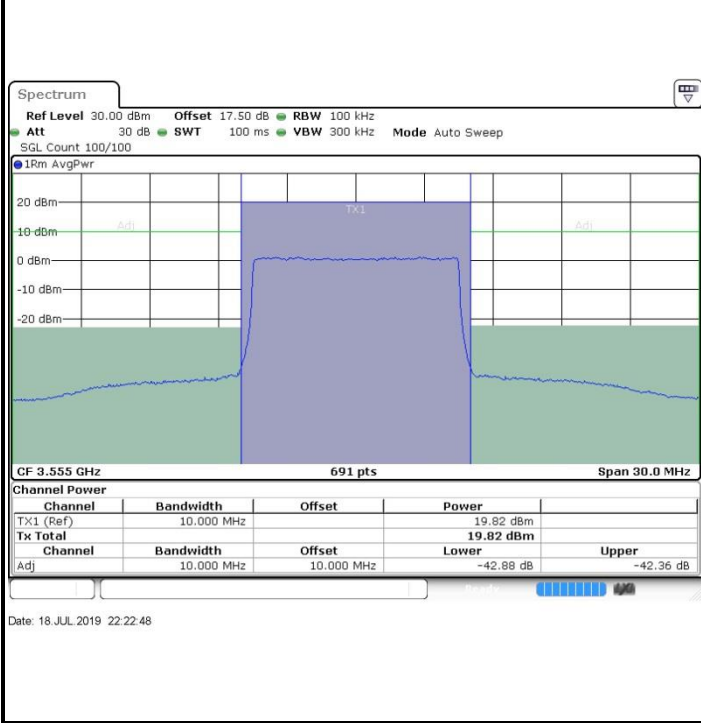 Spectrum
Ref Level 30.00 dBm Offset 17.50 dB RBW 100 kHz
Att 30 dB SWT 100 ms VBW 300 kHz Mode Auto Sweep
SGL Count 100/100
1Rm AvgPwr
20 dBm
TX1
Adj
Adj
10 dBm
0 dBm
-10 dBm
-20 dBm
CF 3.555 GHz 691 pts Span 30.0 MHz
Channel Power
Channel Bandwidth Offset Power
TX1 (Ref) 10.000 MHz 19.82 dBm
Tx Total 19.82 dBm
Channel Bandwidth Offset Lower Upper
Adj 10.000 MHz 10.000 MHz -42.88 dB -42.36 dB
Ready
Date: 18.JUL.2019 22:22:48